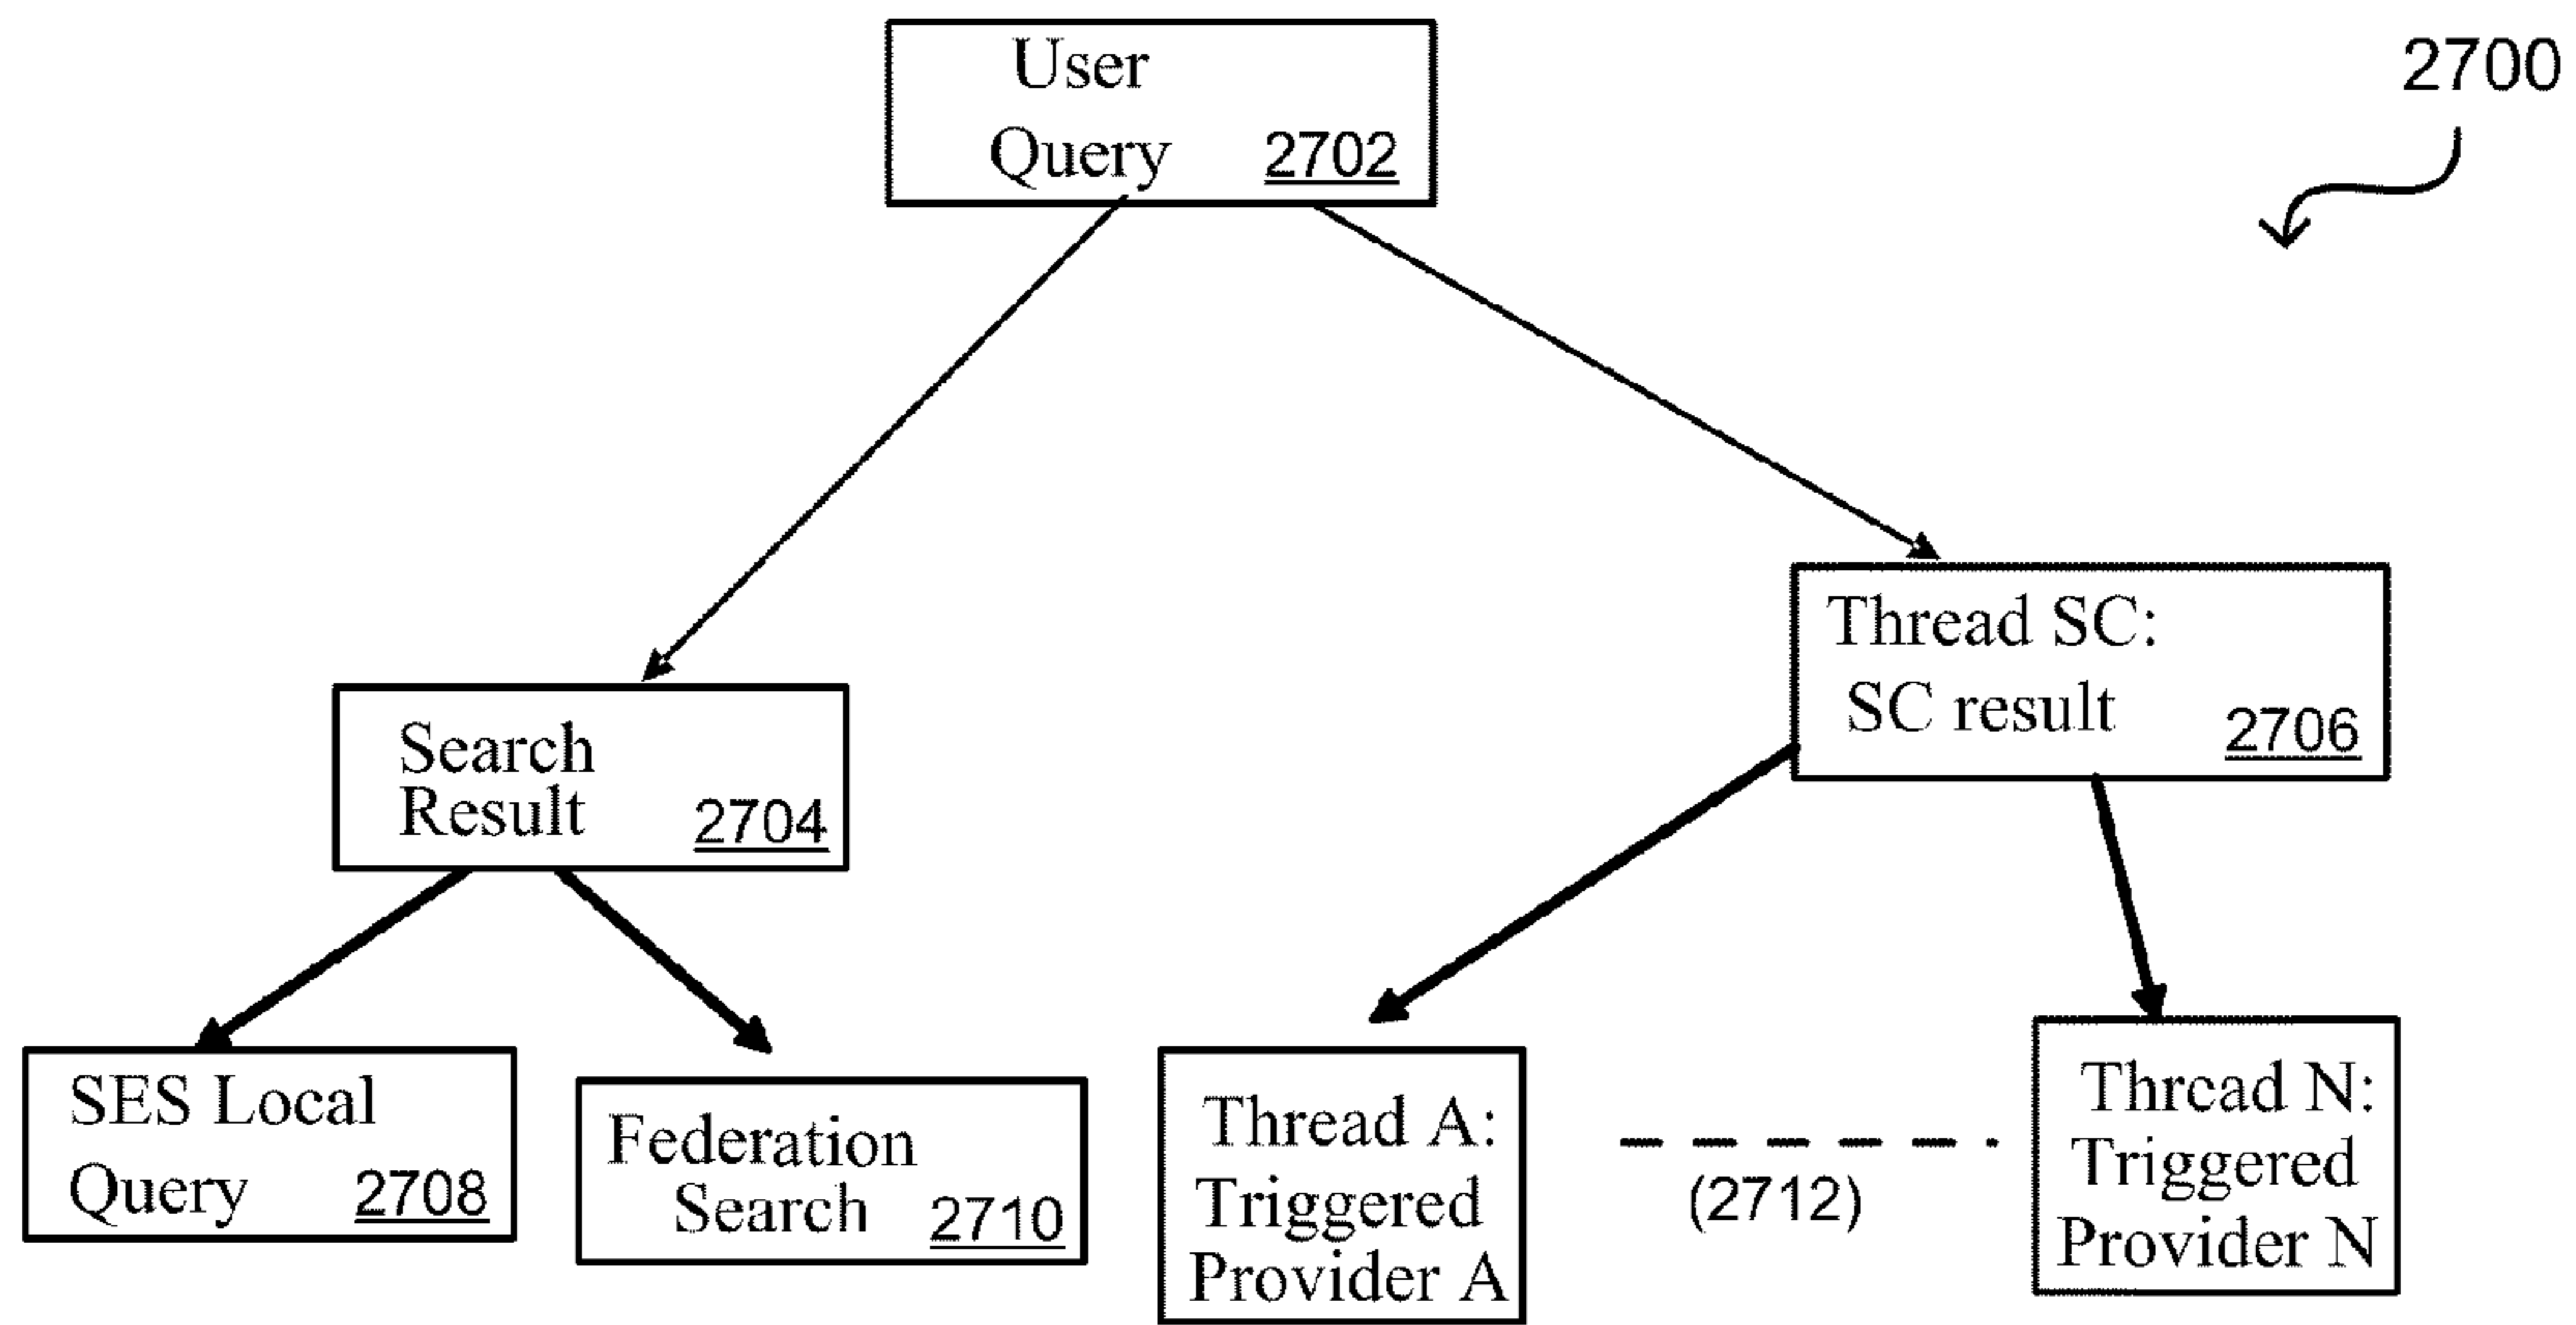 User
Query 2702
2700
Thread SC:
SC result 2706
Search
Result 2704
SES Local
Query 2708
Federation
Search 2710
Thread A:
Triggered
Provider A
(2712)
Thread N:
Triggered
Provider N